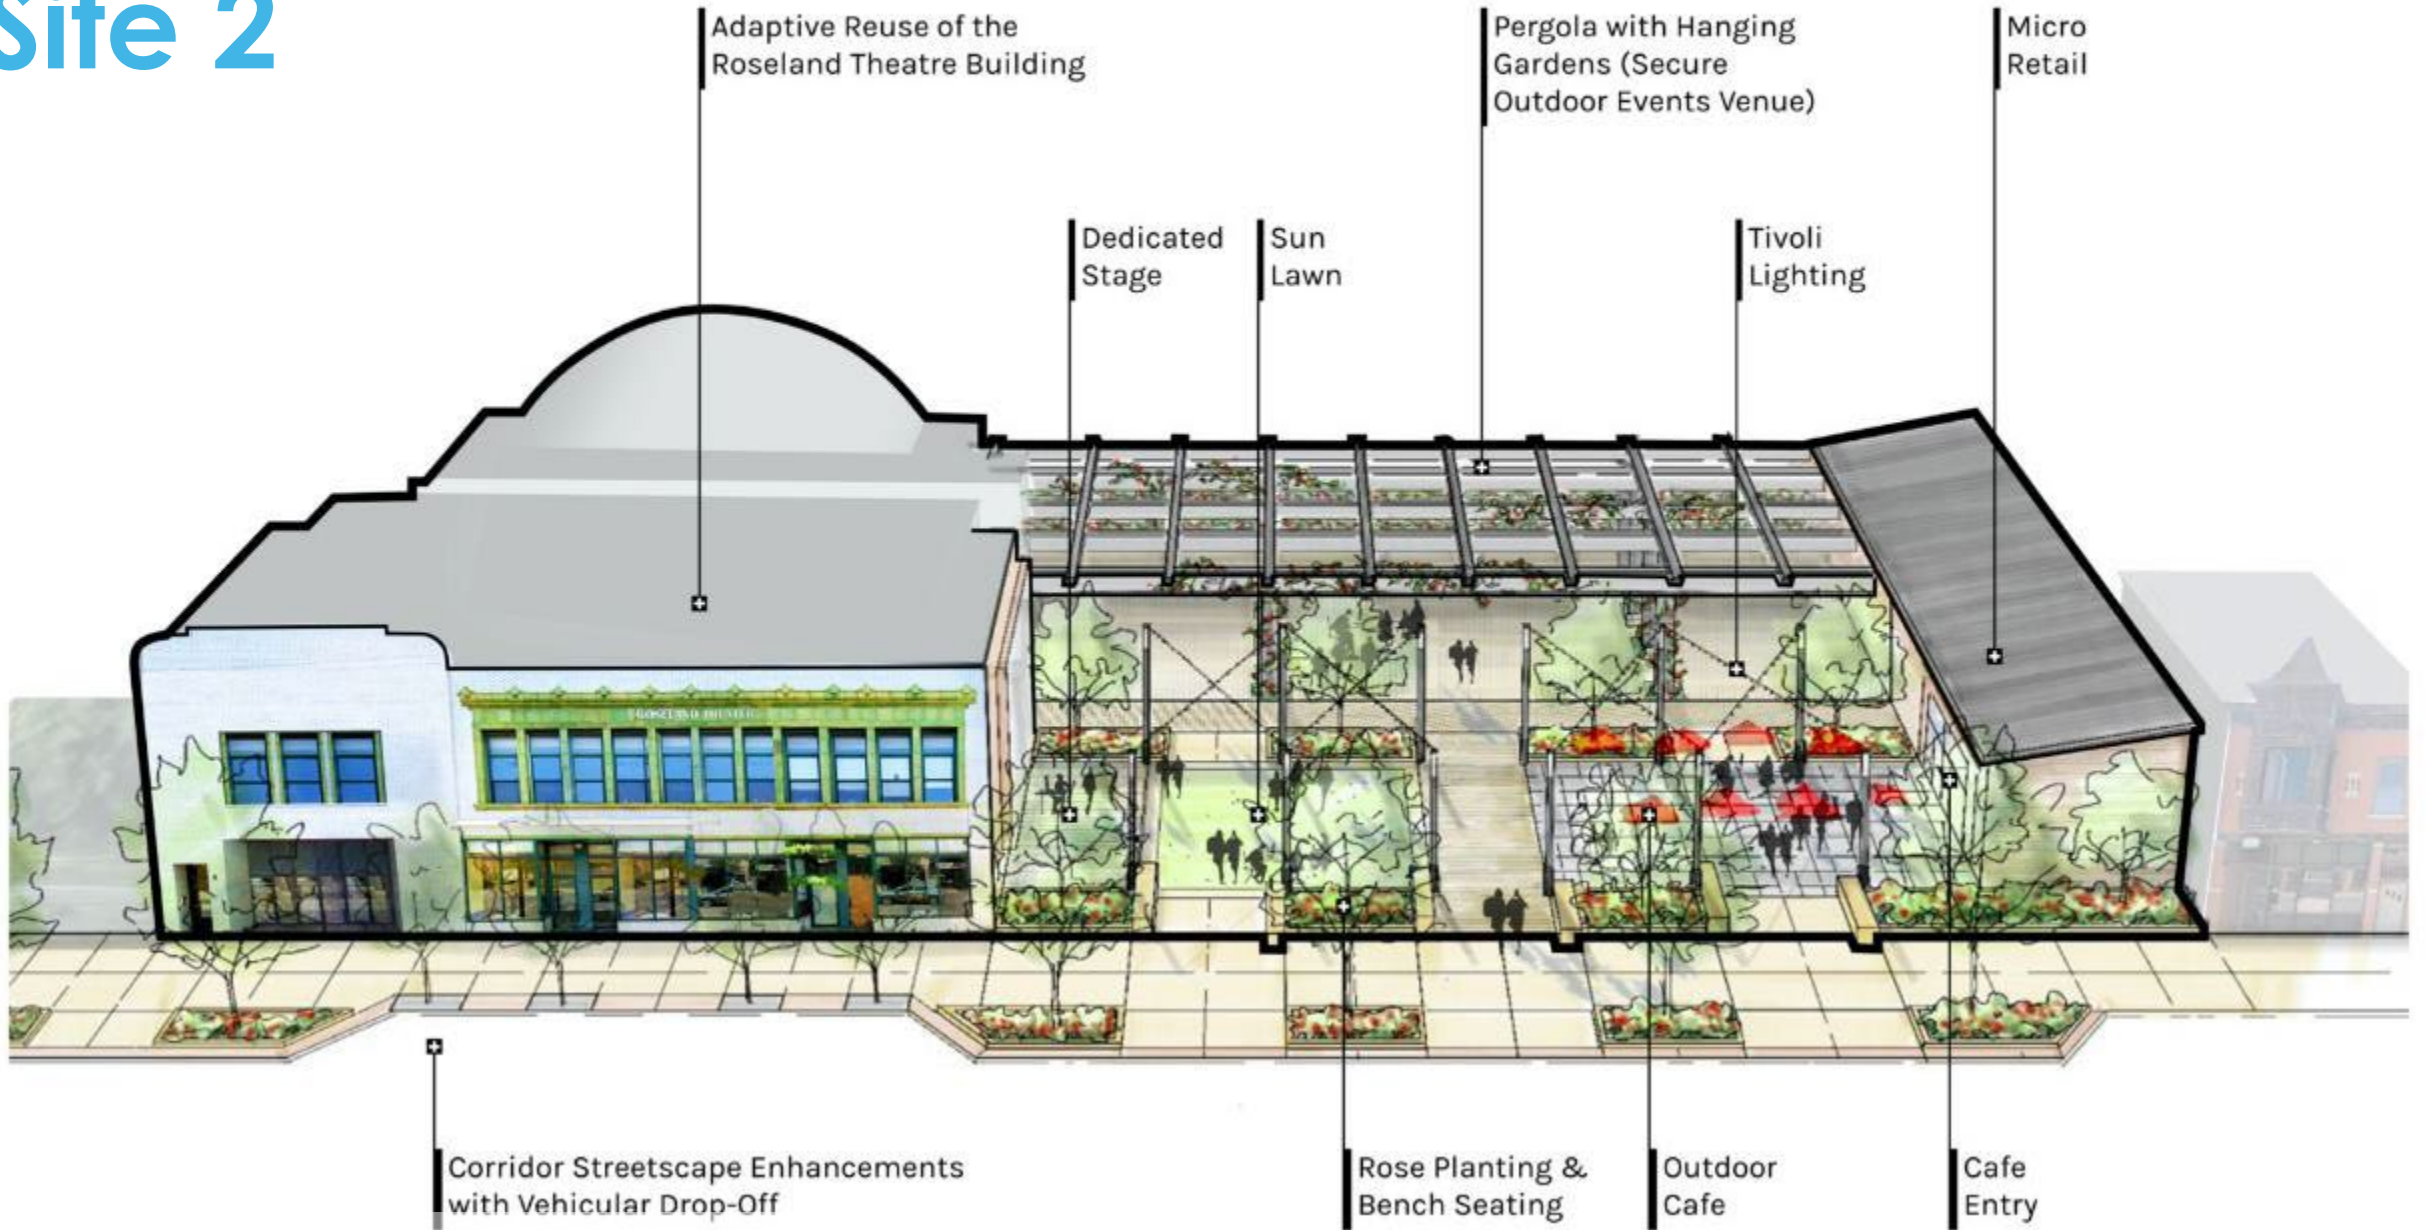 Site 2
Adaptive Reuse of the
Roseland Theatre Building
Pergola with Hanging
Gardens (Secure
Outdoor Events Venue)
Micro
Retail
Dedicated
Stage
Sun
Lawn
Tivoli
Lighting
Corridor Streetscape Enhancements
with Vehicular Drop-Off
Rose Planting &
Bench Seating
Outdoor
Cafe
Cafe
Entry